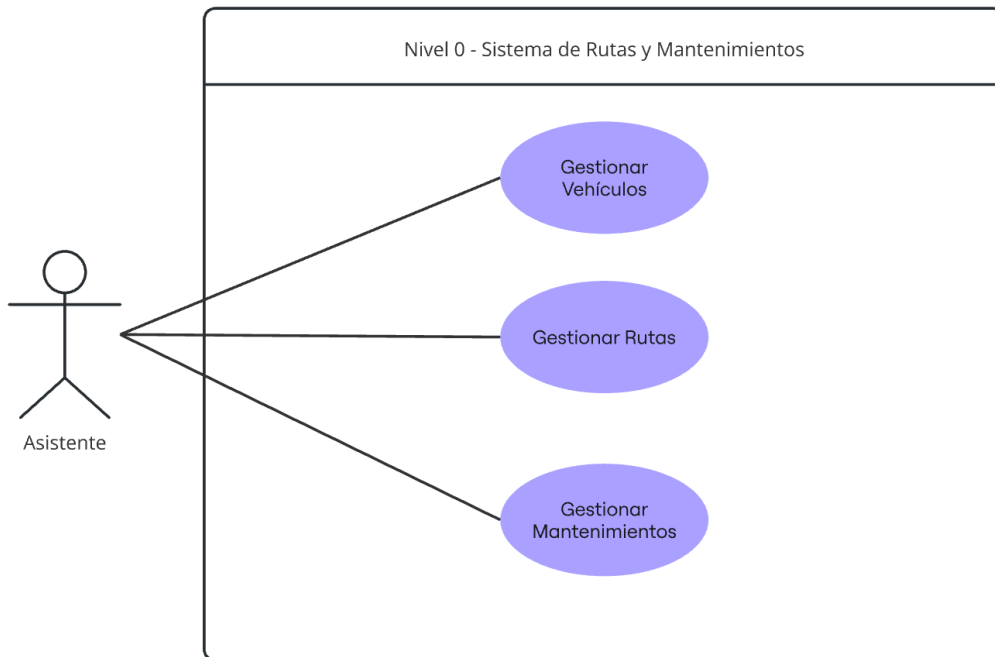 Nivel 0 - Sistema de Rutas y Mantenimientos
Gestionar
Vehículos
Gestionar Rutas
Asistente
Gestionar
Mantenimientos